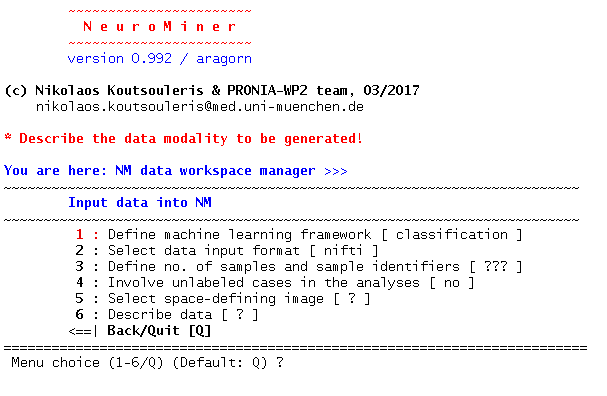 ~~~~~~~~~~~~~~~~~~~~~~~
N e u r o M i n e r
~~~~~~~~~~~~~~~~~~~~~~~
version 0.992 / aragorn
(c) Nikolaos Koutsouleris & PRONIA-WP2 team, 03/2017
nikolaos.koutsouleris@med.uni-muenchen.de
* Describe the data modality to be generated!
You are here: NM data workspace manager >>>
~~~~~~~~~~~~~~~~~~~~~~~~~~~~~~~~~~~~~~~~~~~~~~~~~~~~~~~~~~~~~~~~~~~~~~~~
Input data into NM
~~~~~~~~~~~~~~~~~~~~~~~~~~~~~~~~~~~~~~~~~~~~~~~~~~~~~~~~~~~~~~~~~~~~~~~~
1 : Define machine learning framework [ classification ]
2 : Select data input format [ nifti ]
3 : Define no. of samples and sample identifiers [ ??? ]
4 : Involve unlabeled cases in the analyses [ no ]
5 : Select space-defining image [ ? ]
6 : Describe data [ ? ]
<==| Back/Quit [Q]
=========================================================================
Menu choice (1-6/Q) (Default: Q) ?